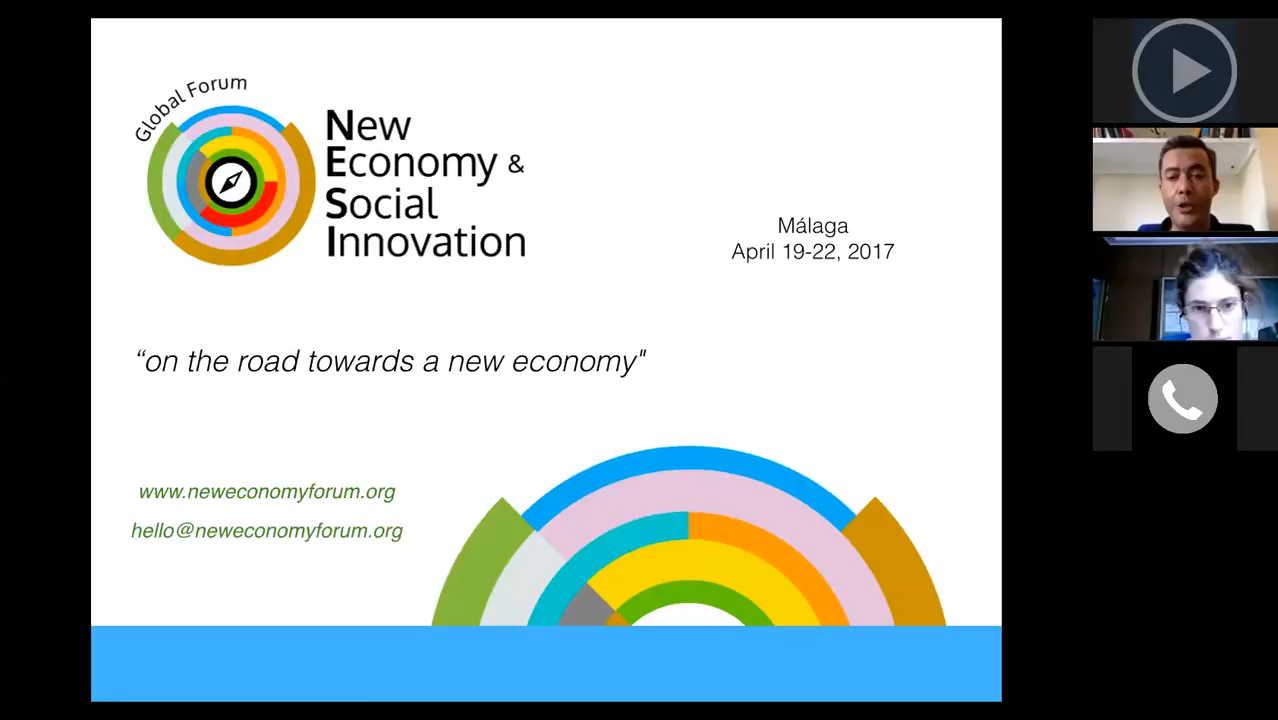 Global Forum
New
Economy &
Social
Innovation
Málaga
April 19-22, 2017
“on the road towards a new economy"
www.neweconomyforum.org
hello@neweconomyforum.org